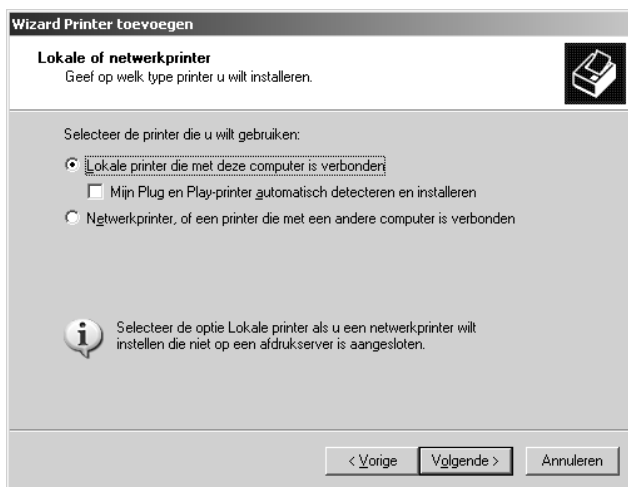 Wizard Printer toevoegen
Lokale of netwerkprinter
Geef op welk type printer u wilt installeren.
Selecteer de printer die u wilt gebruiken:
Lokale printer die met deze computer is verbonden
Mijn Plug en Play-printer automatisch detecteren en installeren
Netwerkprinter, of een printer die met een andere computer is verbonden
Selecteer de optie Lokale printer als u een netwerkprinter wilt
instellen die niet op een afdrukserver is aangesloten.
< Vorige Volgende > Annuleren